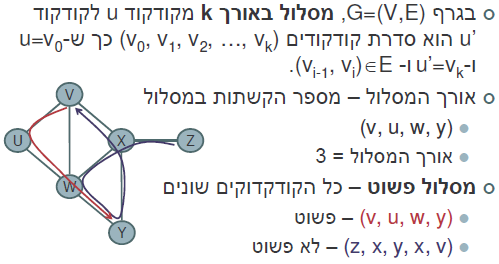 בגרף G=(V,E), מסלול באורך k מקודקוד u לקודקוד
u' הוא סדרת קודקודים (v0, v1, v2, …, vk) כך ש-u=v0
ו-u'=vk ו- (vi-1, vi)∈E.
אורך המסלול – מספר הקשתות במסלול
(v, u, w, y)
אורך המסלול = 3
מסלול פשוט – כל הקודקודים שונים
(v, u, w, y) – פשוט
(z, x, y, x, v) – לא פשוט
V
U
X
Z
W
Y